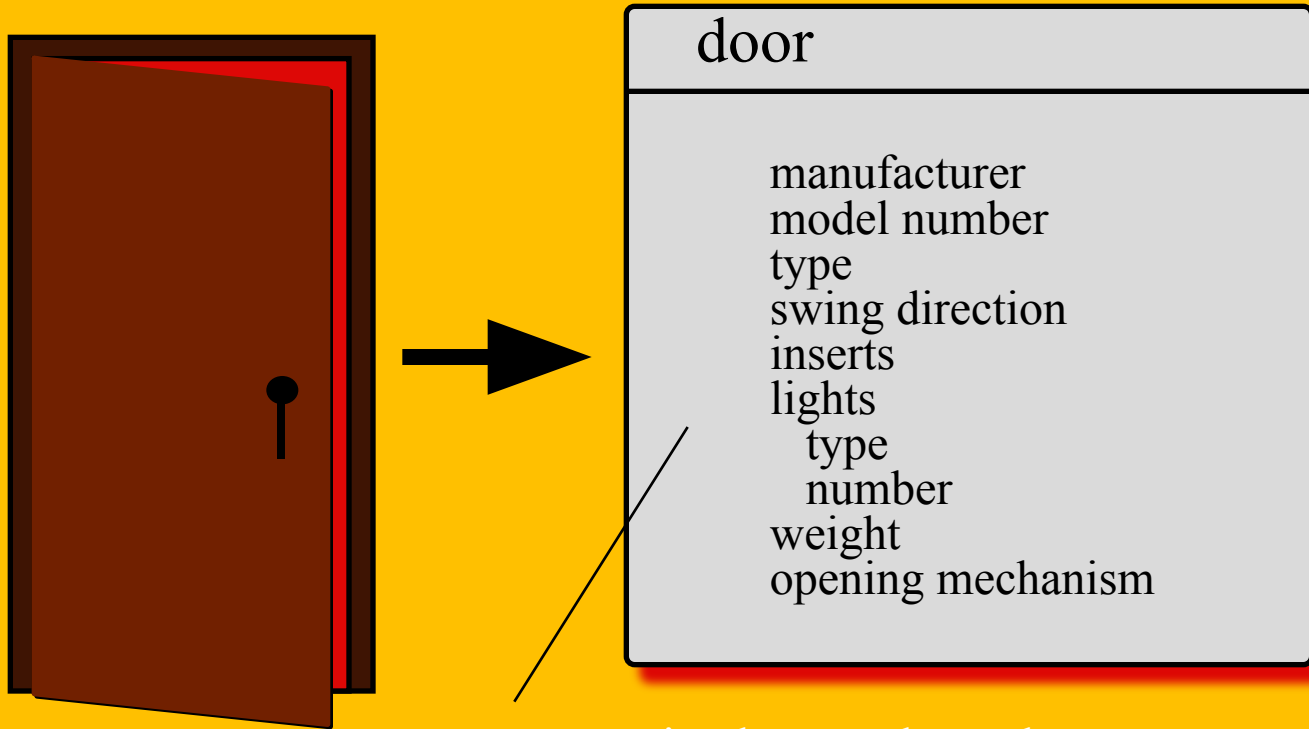 door
manufacturer
model number
type
swing direction
inserts
lights
type
number
weight
opening mechanism